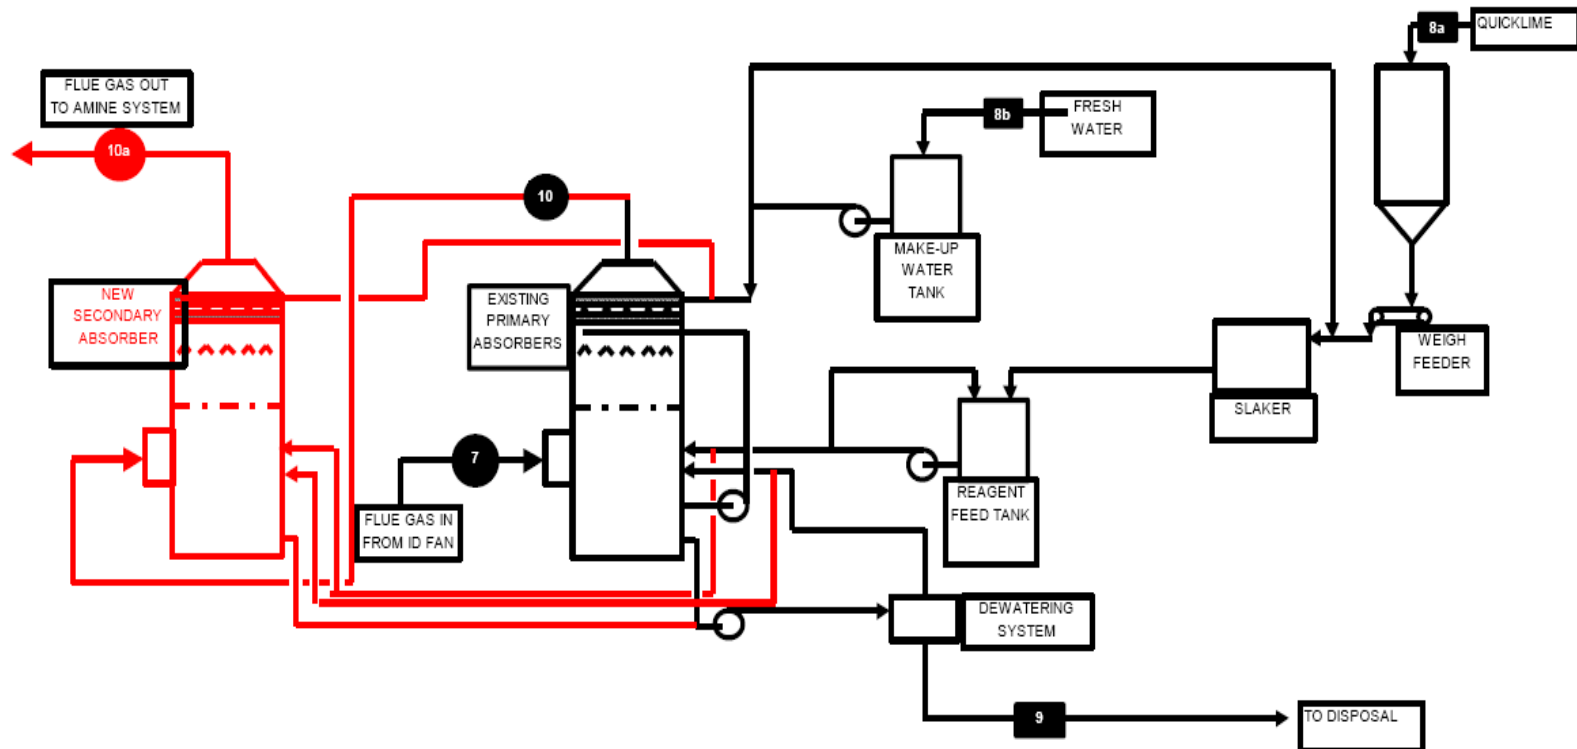 8a
QUICKLIME
FLUE GAS OUT
TO AMINE SYSTEM
8b
FRESH
WATER
10a
10
MAKE-UP
WATER
TANK
NEW
SECONDARY
ABSORBER
EXISTING
PRIMARY
ABSORBERS
WEIGH
FEEDER
SLAKER
7
REAGENT
FEED TANK
FLUE GAS IN
FROM ID FAN
DEWATERING
SYSTEM
9
TO DISPOSAL